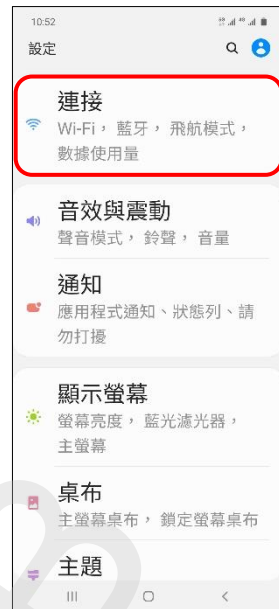 10:52
設定
連接
Wi-Fi， 藍牙， 飛航模式，
數據使用量
音效與震動
聲音模式， 鈴聲， 音量
通知
應用程式通知、狀態列、請
勿打擾
顯示螢幕
螢幕亮度， 藍光濾光器，
主螢幕
桌布
主螢幕桌布， 鎖定螢幕桌布
主題